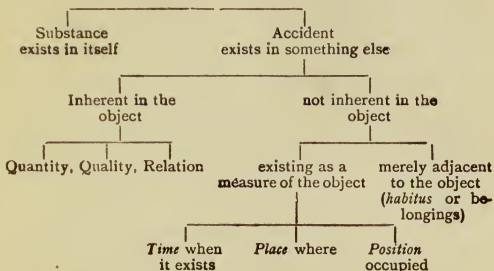 Substance Accident
exists in itself exists in something else
Inherent in the not inherent in the
object object
Quantity, Quality, Relation existing as a merely adjacent
measure of the object to the object
(habitus or be-
longings)
Time when Place where Position
it exists occupied